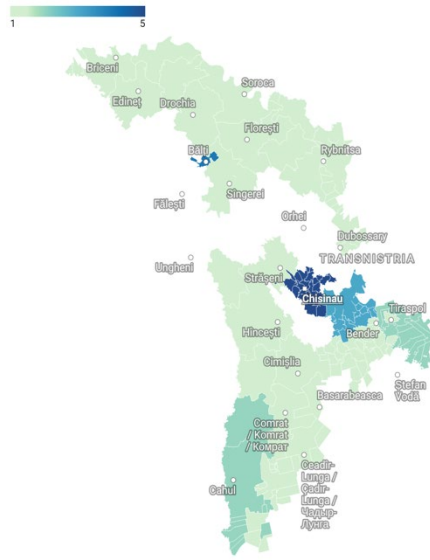 1 5
Briceni
Soroca
Edineț
Drochia
Florești
Bălți
Rybnitsa
Sîngerei
Fălești
Orhei
Dubossary
TRANSNISTRIA
Ungheni
Strășeni
Chisinau
Tiraspol
Hîncești
Bender
Cimișlia
Ștefan
Vodă
Basarabeasca
Comrat
/ Komrat
/ Комрат
Ceadîr-
Lunga /
Çadır-
Lunga /
Чадыр-
Лунга
Cahul